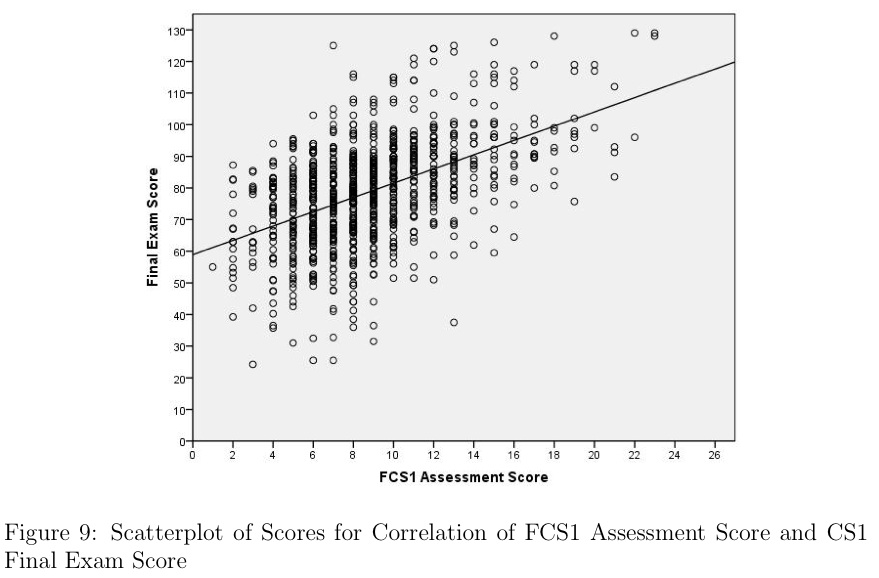 130
120
110
100
90
80
70
60
50
40
30
20
10
0
Final Exam Score
0 2 4 6 8 10 12 14 16 18 20 22 24 26
FCS1 Assessment Score
Figure 9: Scatterplot of Scores for Correlation of FCS1 Assessment Score and CS1
Final Exam Score